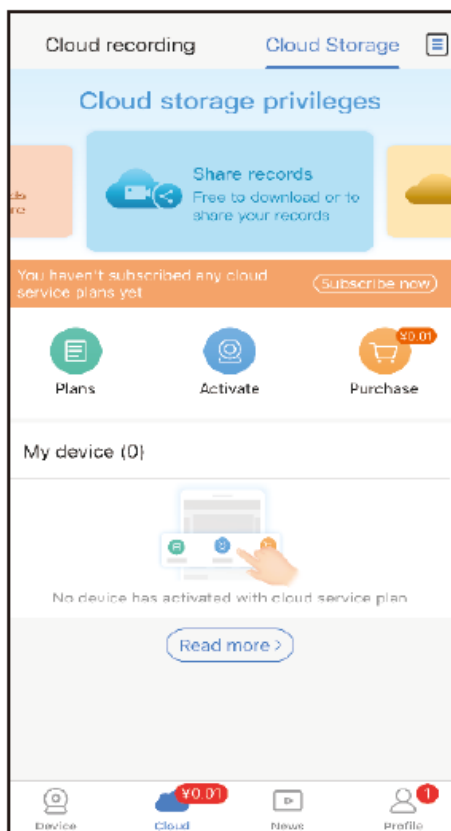 Cloud recording
Cloud Storage
Cloud storage privileges
Share records
Free to download or to
share your records
You haven't subscribed any cloud
service plans yet
Subscribe now
¥0.01
Plans
Activate
Purchase
My device (0)
No device has activated with cloud service plan
Read more >
¥0.01
1
Device
Cloud
News
Profile